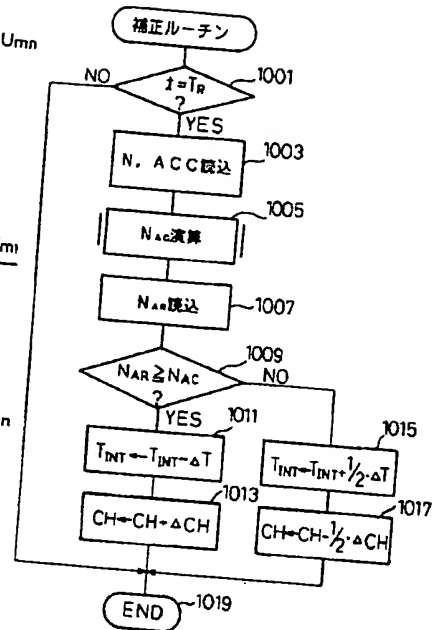 Umn
補正ルーチン
NO
t=TR
?
1001
YES
N, ACC読込
1003
NAC演算
1005
NAR読込
1007
NAR≧NAC
?
1009
NO
YES
TINT←TINT-ΔT
1011
TINT←TINT+1/2・ΔT
1015
CH←CH+ΔCH
1013
CH←CH-1/2・ΔCH
1017
END
1019